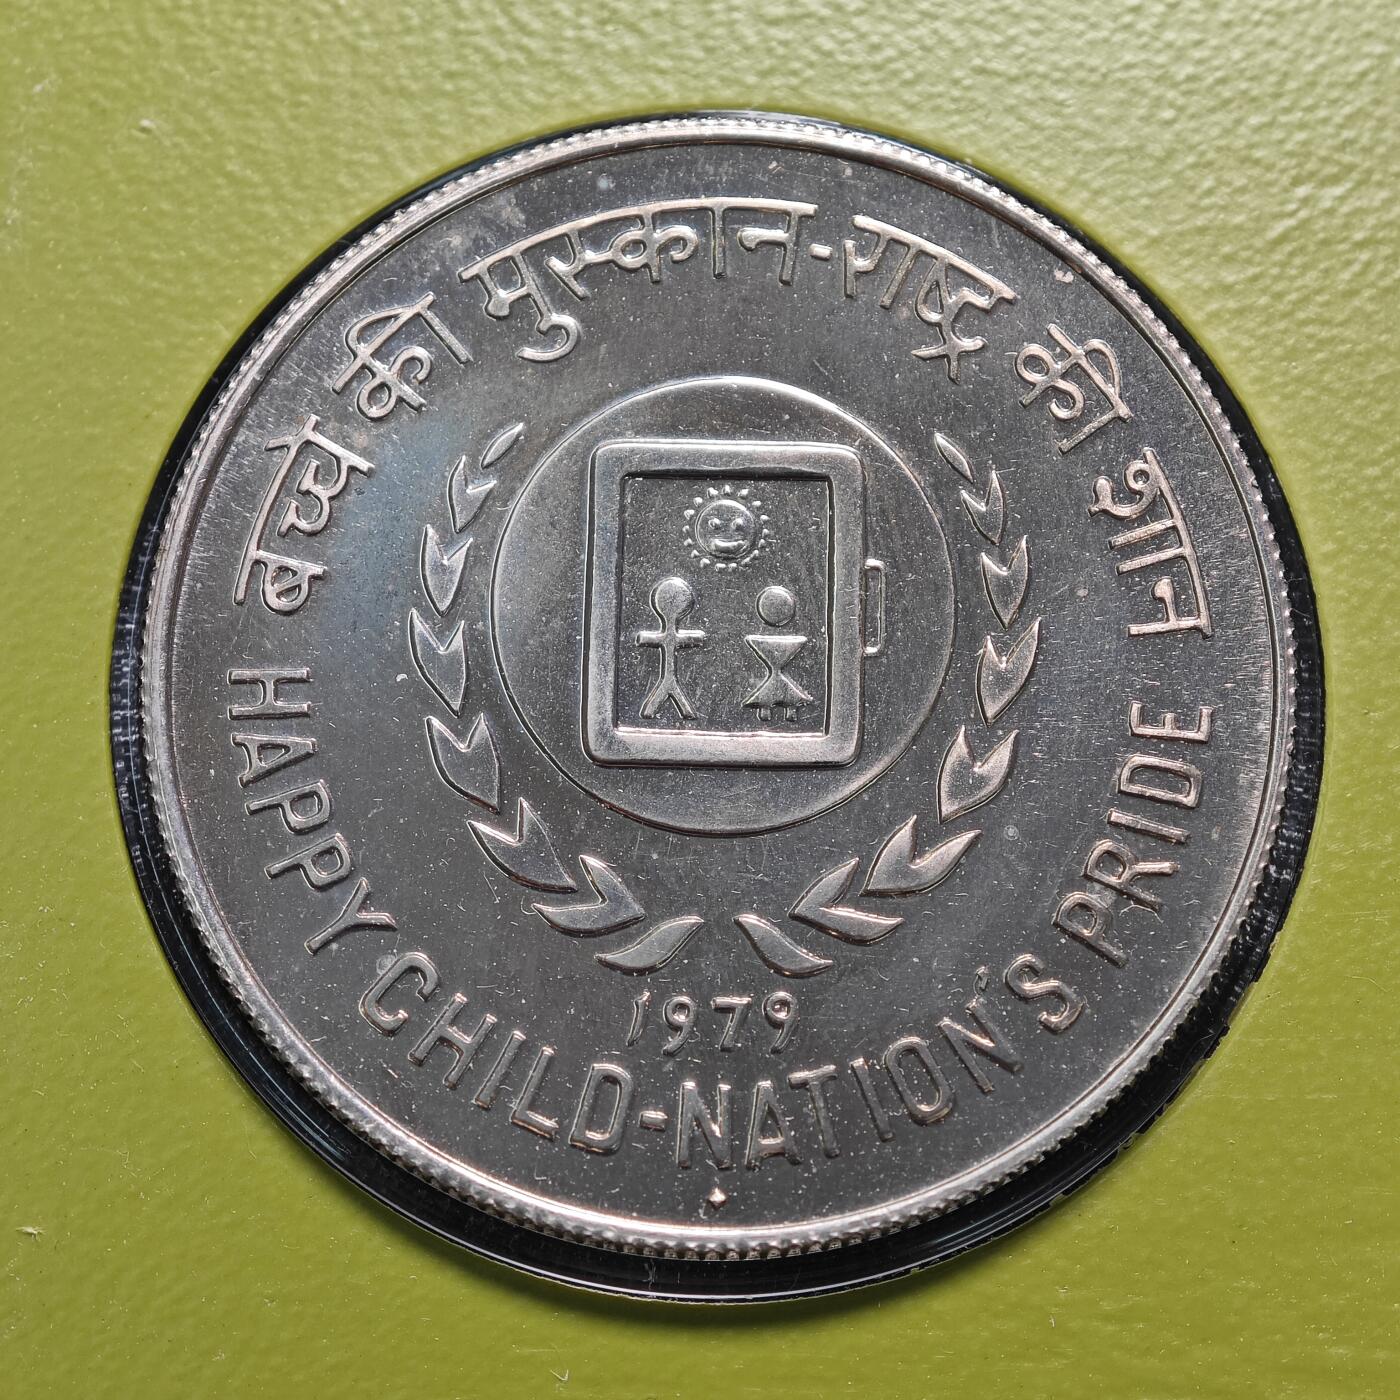 बच्चे की मुस्कान-राष्ट्र की शान
1979
HAPPY CHILD-NATION'S PRIDE